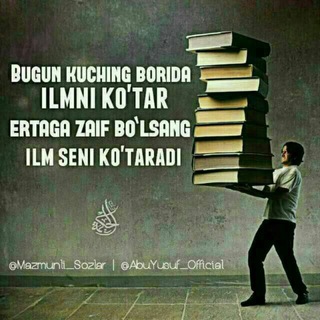 BUGUN KUCHING BORIDA
ILMNI KO'TAR
ERTAGA ZAIF BO'LSANG
ILM SENI KO'TARADI
@Mazmunli_Sozlar | @AbuYusuf_Official